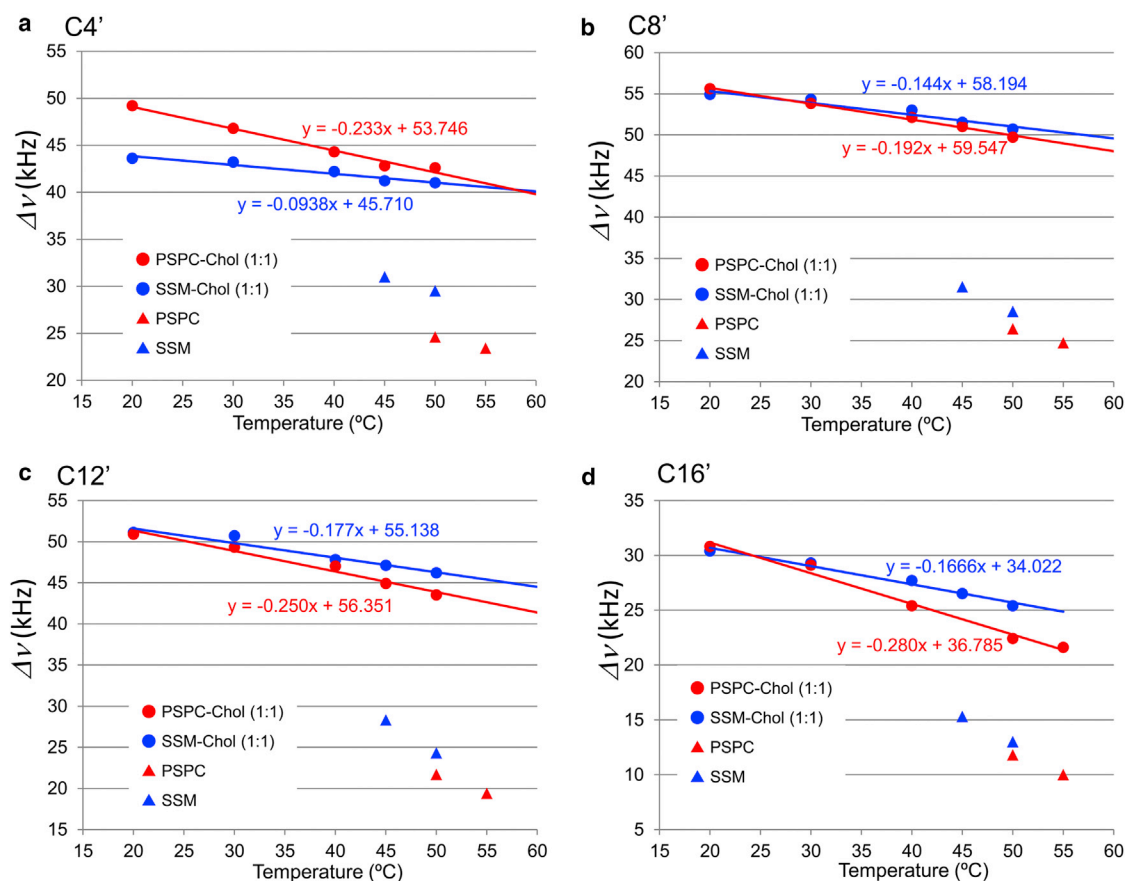 a C4’
Δν (kHz)
55
50
45
40
35
30
25
20
y = -0.233x + 53.746
y = -0.0938x + 45.710
PSPC-Chol (1:1)
SSM-Chol (1:1)
PSPC
SSM
15 20 25 30 35 40 45 50 55 60
Temperature (ºC)
b C8’
Δν (kHz)
60
55
50
45
40
35
30
25
20
y = -0.144x + 58.194
y = -0.192x + 59.547
PSPC-Chol (1:1)
SSM-Chol (1:1)
PSPC
SSM
15 20 25 30 35 40 45 50 55 60
Temperature (ºC)
c C12’
Δν (kHz)
55
50
45
40
35
30
25
20
15
y = -0.177x + 55.138
y = -0.250x + 56.351
PSPC-Chol (1:1)
SSM-Chol (1:1)
PSPC
SSM
15 20 25 30 35 40 45 50 55 60
Temperature (ºC)
d C16’
Δν (kHz)
35
30
25
20
15
10
5
y = -0.1666x + 34.022
y = -0.280x + 36.785
PSPC-Chol (1:1)
SSM-Chol (1:1)
PSPC
SSM
15 20 25 30 35 40 45 50 55 60
Temperature (ºC)